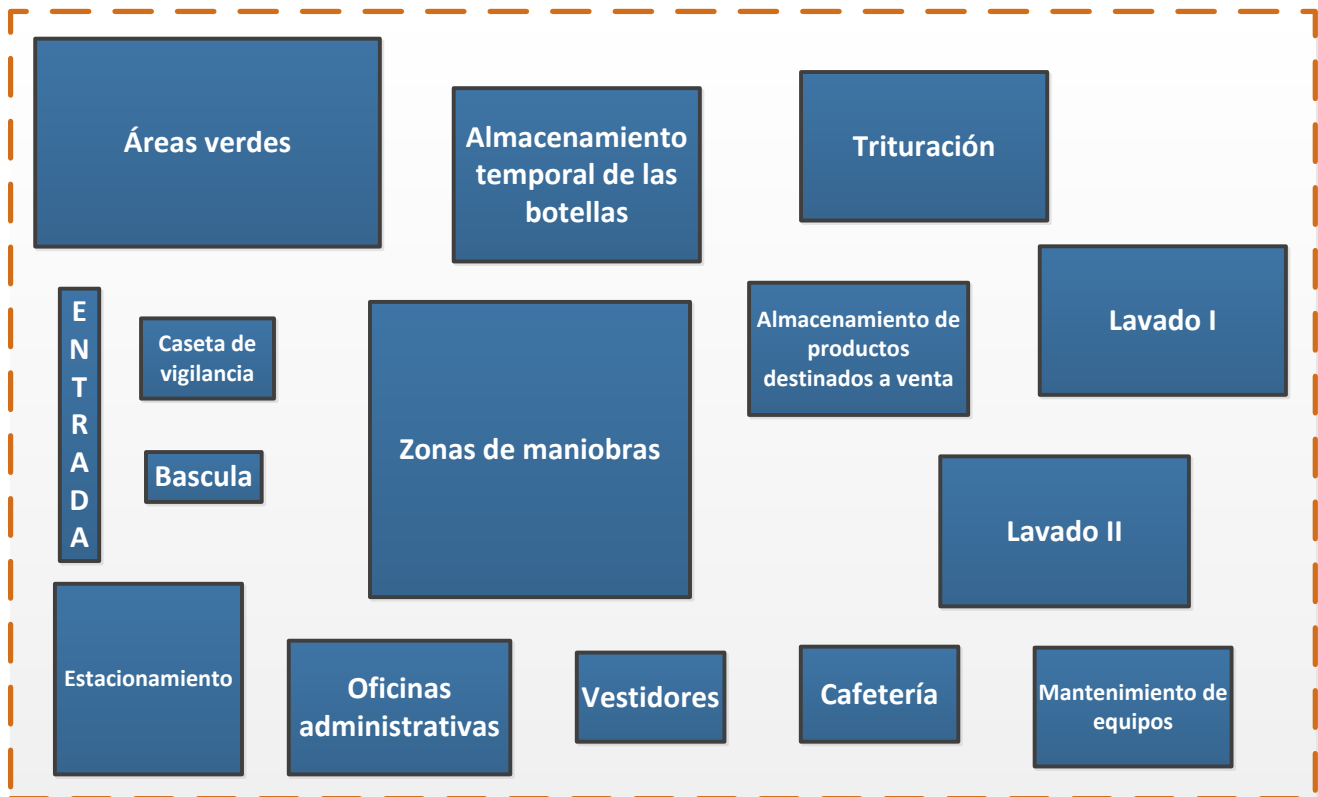 Áreas verdes
Almacenamiento
temporal de las
botellas
Trituración
E
N
T
R
A
D
A
Caseta de
vigilancia
Bascula
Zonas de maniobras
Almacenamiento de
productos
destinados a venta
Lavado I
Lavado II
Estacionamiento
Oficinas
administrativas
Vestidores
Cafetería
Mantenimiento de
equipos